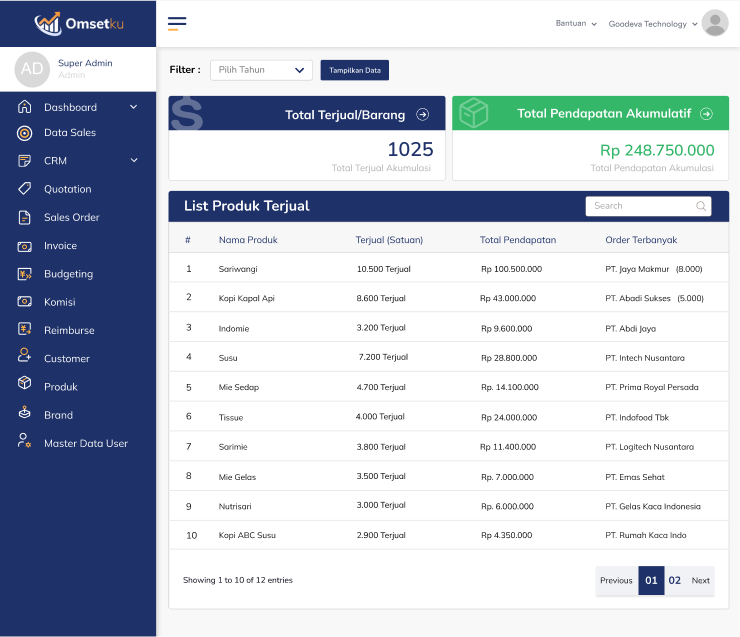 Omsetku
Bantuan
Goodeva Technology
AD
Super Admin
Admin
Dashboard
Data Sales
CRM
Quotation
Sales Order
Invoice
Budgeting
Komisi
Reimburse
Customer
Produk
Brand
Master Data User
Filter :
Pilih Tahun
Tampilkan Data
$
Total Terjual/Barang
1025
Total Terjual Akumulasi
Total Pendapatan Akumulatif
Rp 248.750.000
Total Pendapatan Akumulasi
List Produk Terjual
Search
# Nama Produk Terjual (Satuan) Total Pendapatan Order Terbanyak
1 Sariwangi 10.500 Terjual Rp 100.500.000 PT. Jaya Makmur (8.000)
2 Kopi Kapal Api 8.600 Terjual Rp 43.000.000 PT. Abadi Sukses (5.000)
3 Indomie 3.200 Terjual Rp 9.600.000 PT. Abdi Jaya
4 Susu 7.200 Terjual Rp 28.800.000 PT. Intech Nusantara
5 Mie Sedap 4.700 Terjual Rp. 14.100.000 PT. Prima Royal Persada
6 Tissue 4.000 Terjual Rp 24.000.000 PT. Indofood Tbk
7 Sarimie 3.800 Terjual Rp 11.400.000 PT. Logitech Nusantara
8 Mie Gelas 3.500 Terjual Rp. 7.000.000 PT. Emas Sehat
9 Nutrisari 3.000 Terjual Rp. 6.000.000 PT. Gelas Kaca Indonesia
10 Kopi ABC Susu 2.900 Terjual Rp 4.350.000 PT. Rumah Kaca Indo
Showing 1 to 10 of 12 entries
Previous 01 02 Next